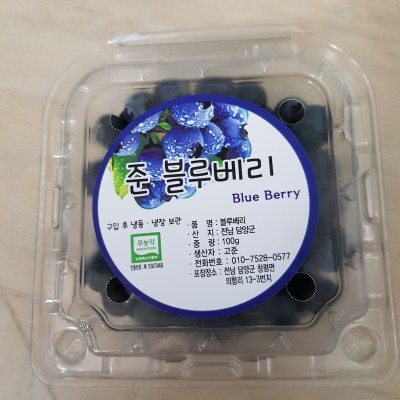 준 블루베리
Blue Berry
구입 후 냉동·냉장 보관
무농약
· 품 명 : 블루베리
· 산 지 : 전남 담양군
· 중 량 : 100g
· 생산자 : 고준
· 전화번호 : 010-7528-0577
· 포장장소 : 전남 담양군 창평면
의항리 13-3번지